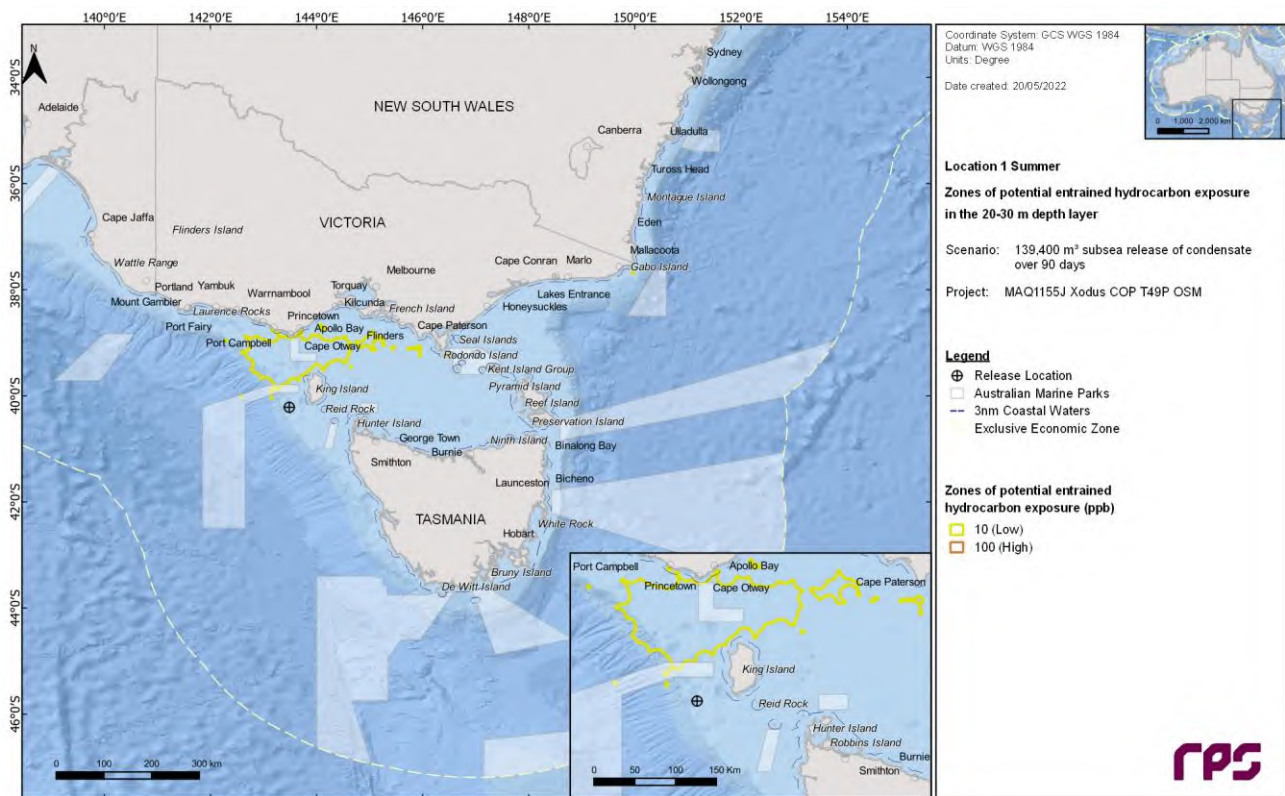 140°0'E 142°0'E 144°0'E 146°0'E 148°0'E 150°0'E 152°0'E 154°0'E
34°0'S
36°0'S
38°0'S
40°0'S
42°0'S
44°0'S
46°0'S
N
Sydney
Wollongong
Adelaide
NEW SOUTH WALES
Canberra
Ulladulla
Tuross Head
Montague Island
Cape Jaffa
Flinders Island
VICTORIA
Eden
Mallacoota
Gabo Island
Wattle Range
Melbourne
Cape Conran
Marlo
Portland
Yambuk
Torquay
Mount Gambier
Warrnambool
Kilcunda
Lakes Entrance
Laurence Rocks
French Island
Honeysuckles
Princetown
Port Fairy
Apollo Bay
Flinders
Cape Paterson
Port Campbell
Cape Otway
Seal Islands
Redondo Island
Kent Island Group
King Island
Pyramid Island
Reid Rock
Reef Island
Hunter Island
Preservation Island
George Town
Ninth Island
Burnie
Binalong Bay
Smithton
Launceston
Bicheno
TASMANIA
White Rock
Hobart
Bruny Island
De Witt Island
0 100 200 300 km
Port Campbell
Apollo Bay
Princetown
Cape Otway
Cape Paterson
King Island
Reid Rock
Hunter Island
Robbins Island
Burnie
Smithton
0 50 100 150 Km
Coordinate System: GCS WGS 1984
Datum: WGS 1984
Units: Degree
Date created: 20/05/2022
0 1,000 2,000 km
Location 1 Summer
Zones of potential entrained hydrocarbon exposure
in the 20-30 m depth layer
Scenario: 139,400 m³ subsea release of condensate
over 90 days
Project: MAQ1155J Xodus COP T49P OSM
Legend
Release Location
Australian Marine Parks
3nm Coastal Waters
Exclusive Economic Zone
Zones of potential entrained
hydrocarbon exposure (ppb)
10 (Low)
100 (High)
rps